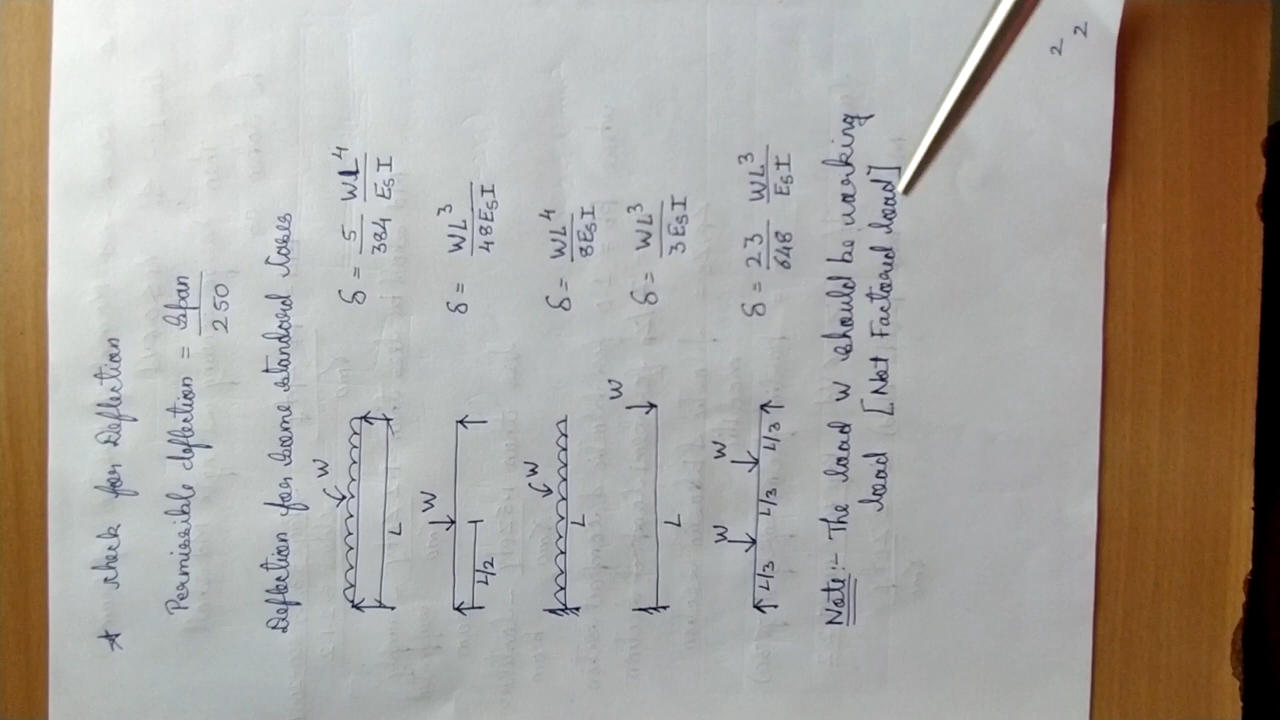 * Check for Deflection
Permissible deflection = Span / 250
Deflection for some standard Cases
W
L
δ = 5/384 WL⁴/EsI
W
L/2
δ = WL³/48EsI
W
L
δ = WL⁴/8EsI
W
L
δ = WL³/3EsI
W W
L/3 L/3 L/3
δ = 23/648 WL³/EsI
Note:- The load W should be working
load [Not Factored load]
2
2